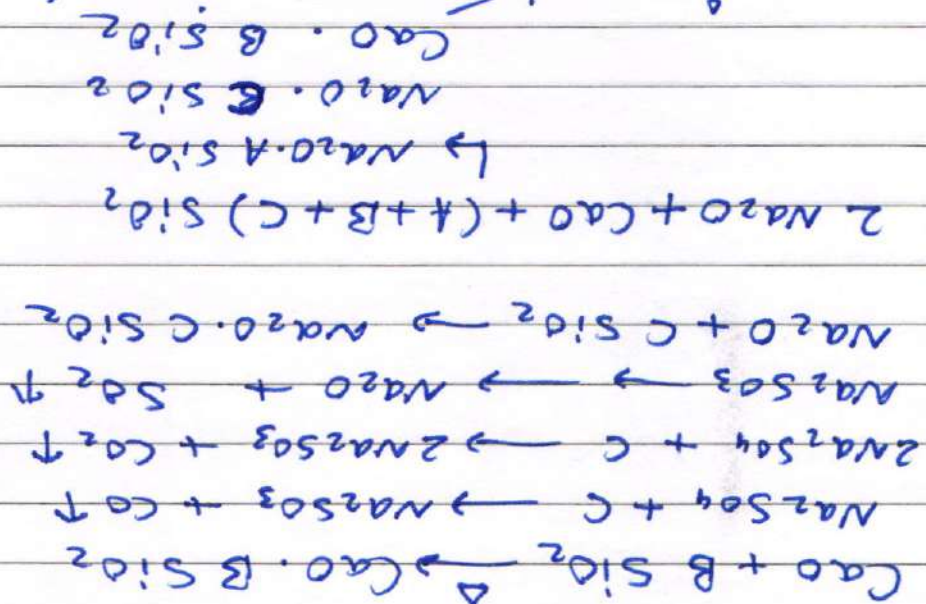 CaO + B SiO₂ —Δ→ CaO · B SiO₂
Na₂SO₄ + C → Na₂SO₃ + CO ↑
2Na₂SO₄ + C → 2Na₂SO₃ + CO₂ ↑
Na₂SO₃ → → Na₂O + SO₂ ↑
Na₂O + C SiO₂ → Na₂O · C SiO₂
2 Na₂O + CaO + (A+B+C) SiO₂
↳ Na₂O · A SiO₂
Na₂O · C SiO₂
CaO · B SiO₂